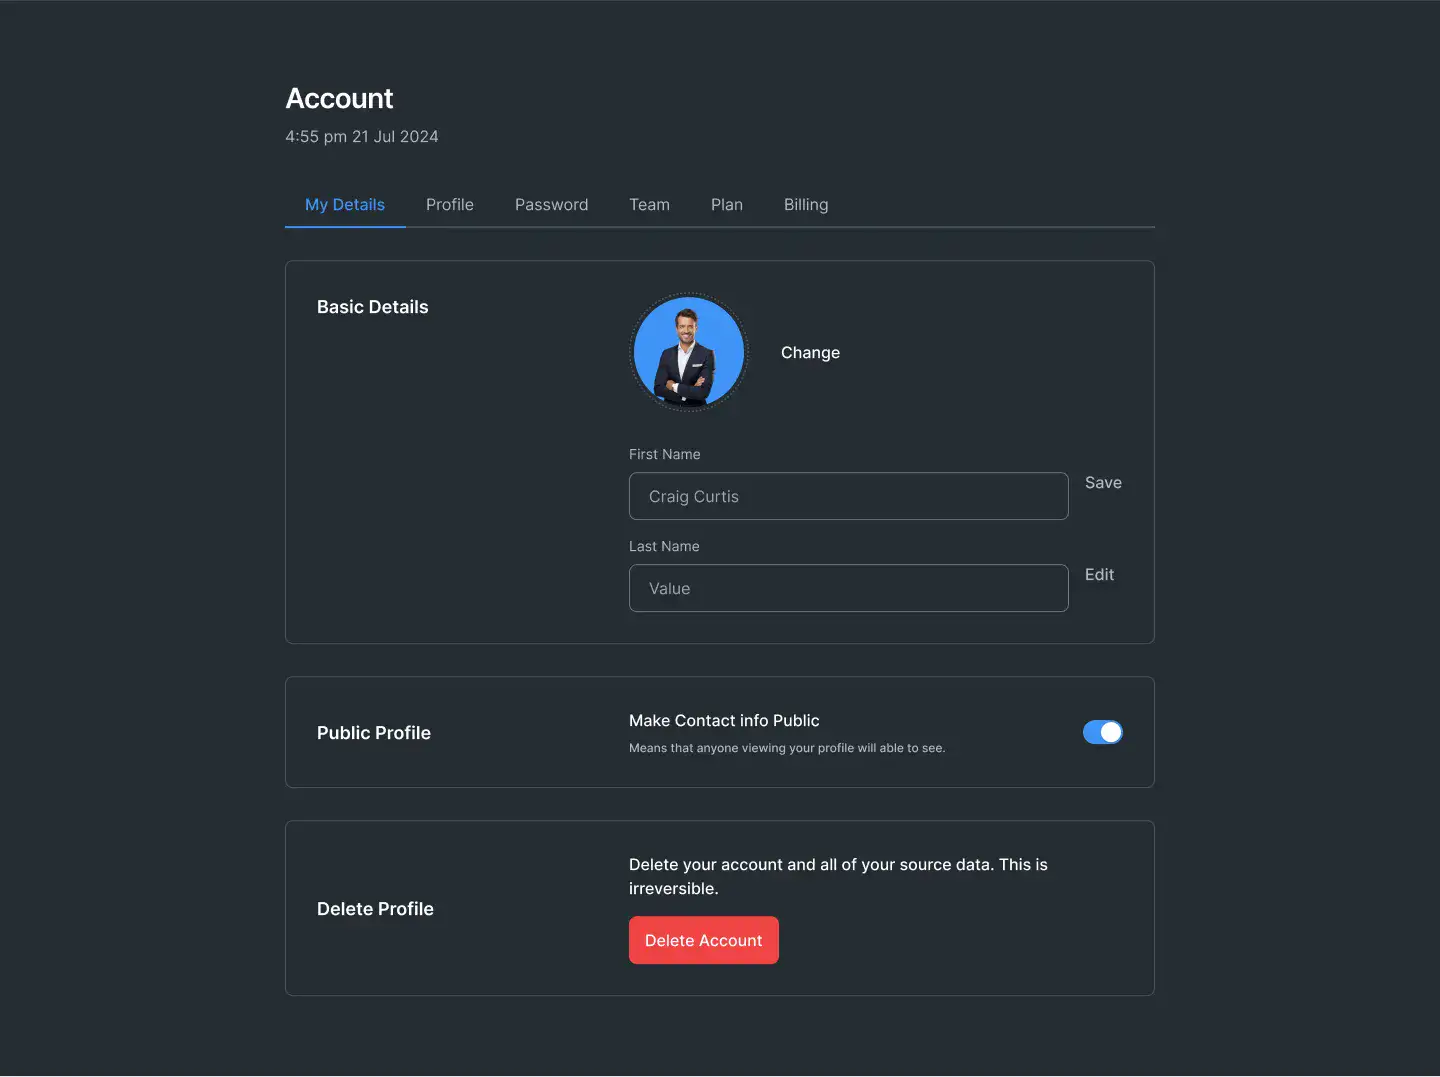 Account
4:55 pm 21 Jul 2024
My Details Profile Password Team Plan Billing
Basic Details
Change
First Name
Craig Curtis
Save
Last Name
Value
Edit
Public Profile
Make Contact info Public
Means that anyone viewing your profile will able to see.
Delete Profile
Delete your account and all of your source data. This is
irreversible.
Delete Account